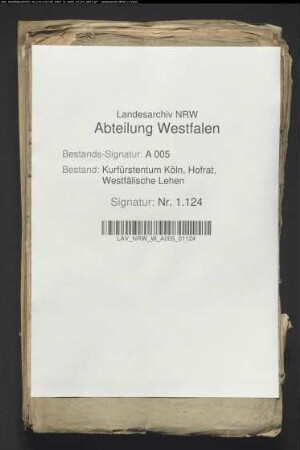 Landesarchiv NRW
Abteilung Westfalen
Bestands-Signatur: A 005
Bestand: Kurfürstentum Köln, Hofrat,
Westfälische Lehen
Signatur: Nr. 1.124
LAV_NRW_W_A005_01124